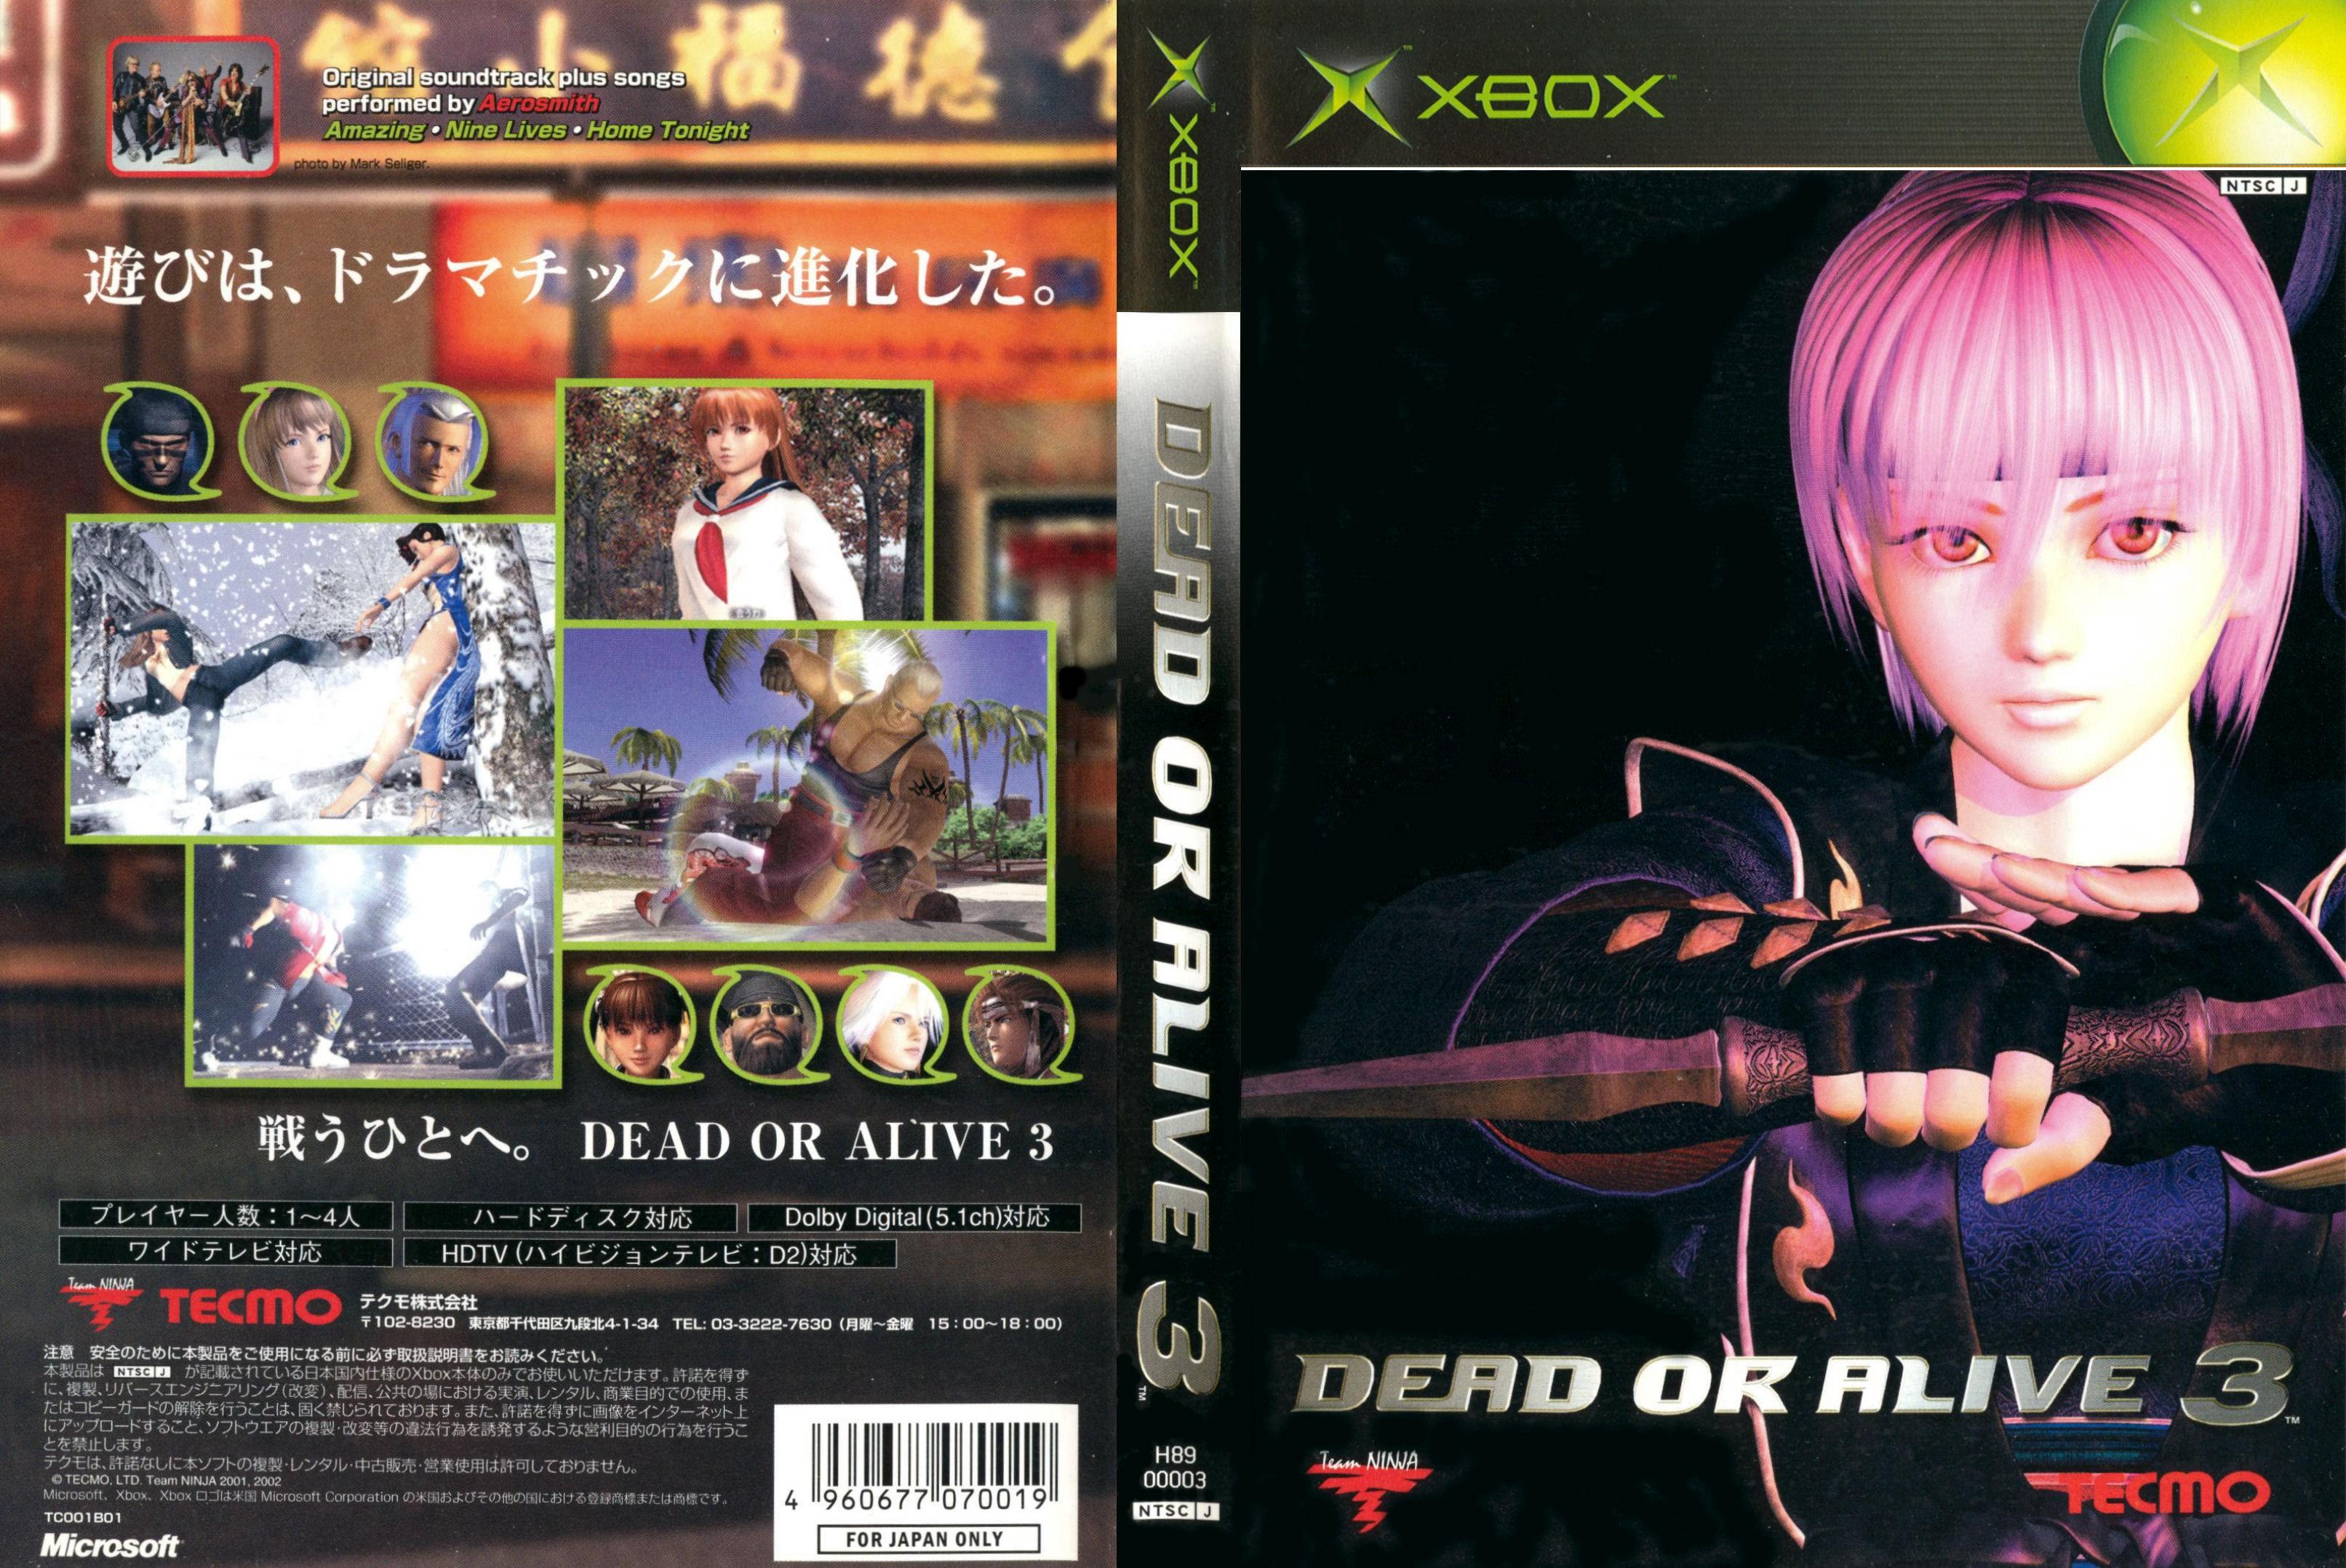 Original soundtrack plus songs
performed by Aerosmith
Amazing • Nine Lives • Home Tonight
photo by Mark Seliger.
遊びは、ドラマチックに進化した。
戦うひとへ。 DEAD OR ALIVE 3
プレイヤー人数：1～4人
ハードディスク対応
Dolby Digital(5.1ch)対応
ワイドテレビ対応
HDTV (ハイビジョンテレビ：D2)対応
Team NINJA
TECMO
テクモ株式会社
〒102-8230 東京都千代田区九段北4-1-34 TEL: 03-3222-7630 (月曜～金曜 15：00～18：00)
注意 安全のために本製品をご使用になる前に必ず取扱説明書をお読みください。
本製品は NTSC J が記載されている日本国内仕様のXbox本体のみでお使いいただけます。許諾を得ず
に、複製、リバースエンジニアリング(改変)、配信、公共の場における実演、レンタル、商業目的での使用、ま
たはコピーガードの解除を行うことは、固く禁じられております。また、許諾を得ずに画像をインターネット上
にアップロードすること、ソフトウエアの複製・改変等の違法行為を誘発するような営利目的の行為を行うこ
とを禁止します。
テクモは、許諾なしに本ソフトの複製・レンタル・中古販売・営業使用は許可しておりません。
© TECMO, LTD. Team NINJA 2001, 2002
Microsoft、Xbox、Xbox ロゴは米国 Microsoft Corporation の米国およびその他の国における登録商標または商標です。
TC001B01
Microsoft
4 960677 070019
FOR JAPAN ONLY
XBOX™
DEAD OR ALIVE 3™
H89
00003
NTSC J
XBOX™
NTSC J
DEAD OR ALIVE 3™
Team NINJA
TECMO